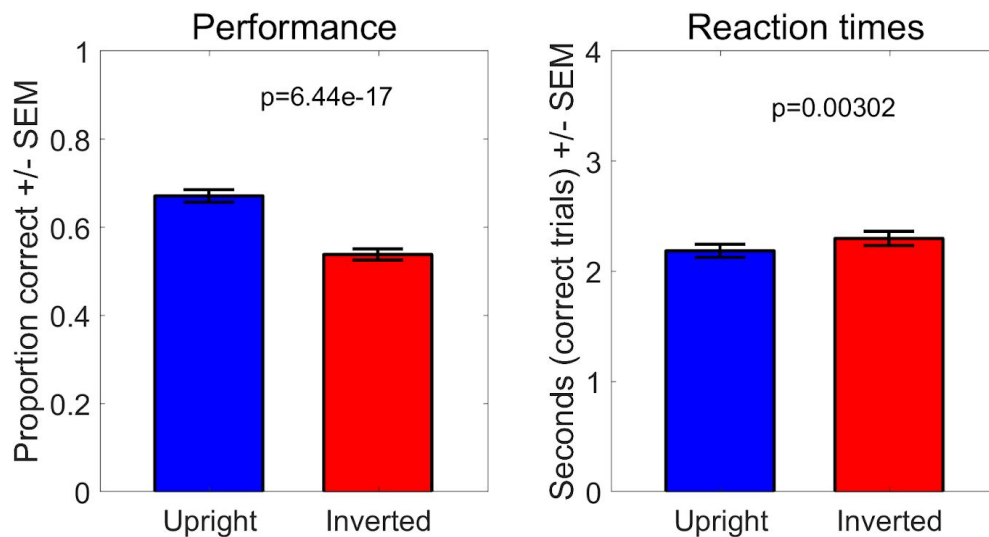 Performance
Proportion correct +/- SEM
1
0.8
0.6
0.4
0.2
0
p=6.44e-17
Upright Inverted
Reaction times
Seconds (correct trials) +/- SEM
4
3
2
1
0
p=0.00302
Upright Inverted